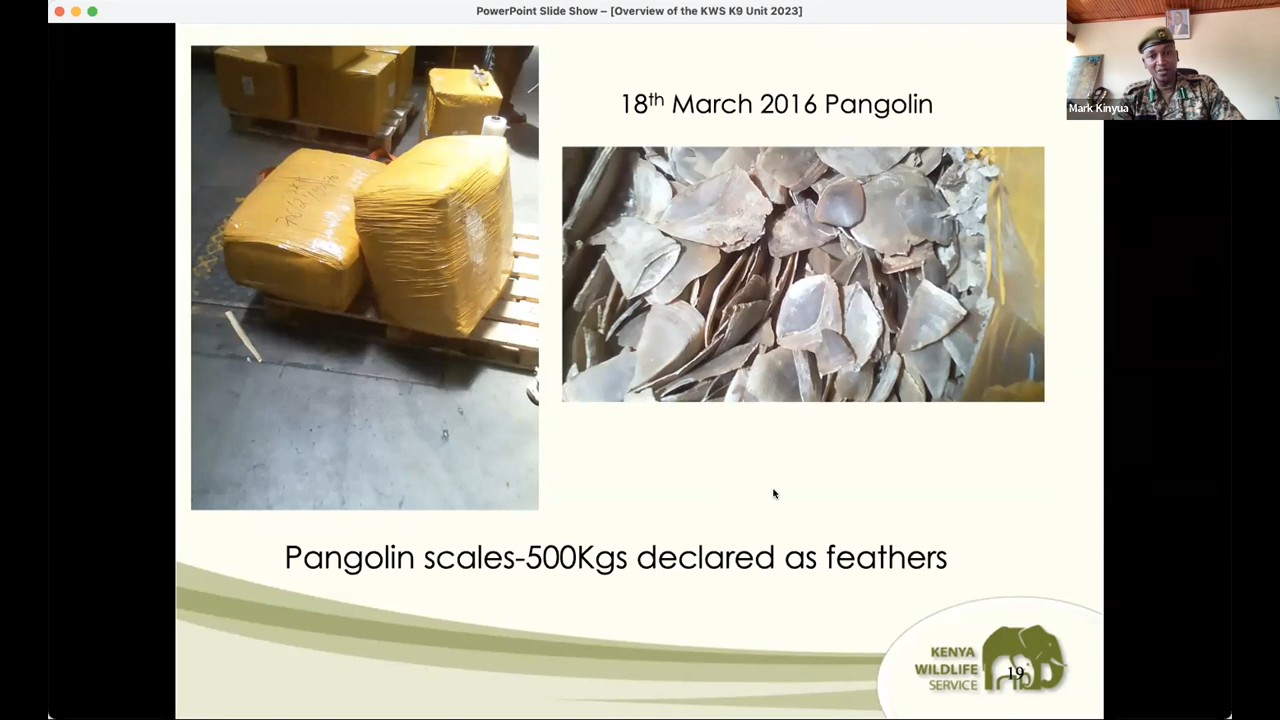 PowerPoint Slide Show – [Overview of the KWS K9 Unit 2023]
Mark Kinyua
18th March 2016 Pangolin
Pangolin scales-500Kgs declared as feathers
KENYA
WILDLIFE
SERVICE
19